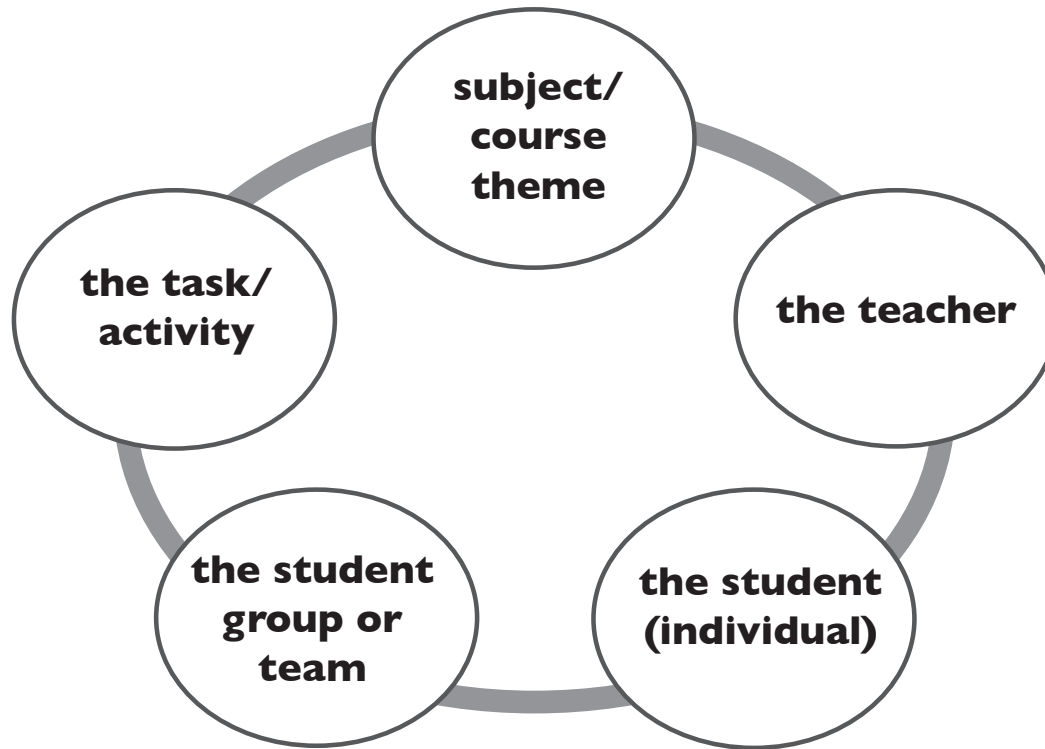 subject/
course
theme
the teacher
the student
(individual)
the student
group or
team
the task/
activity